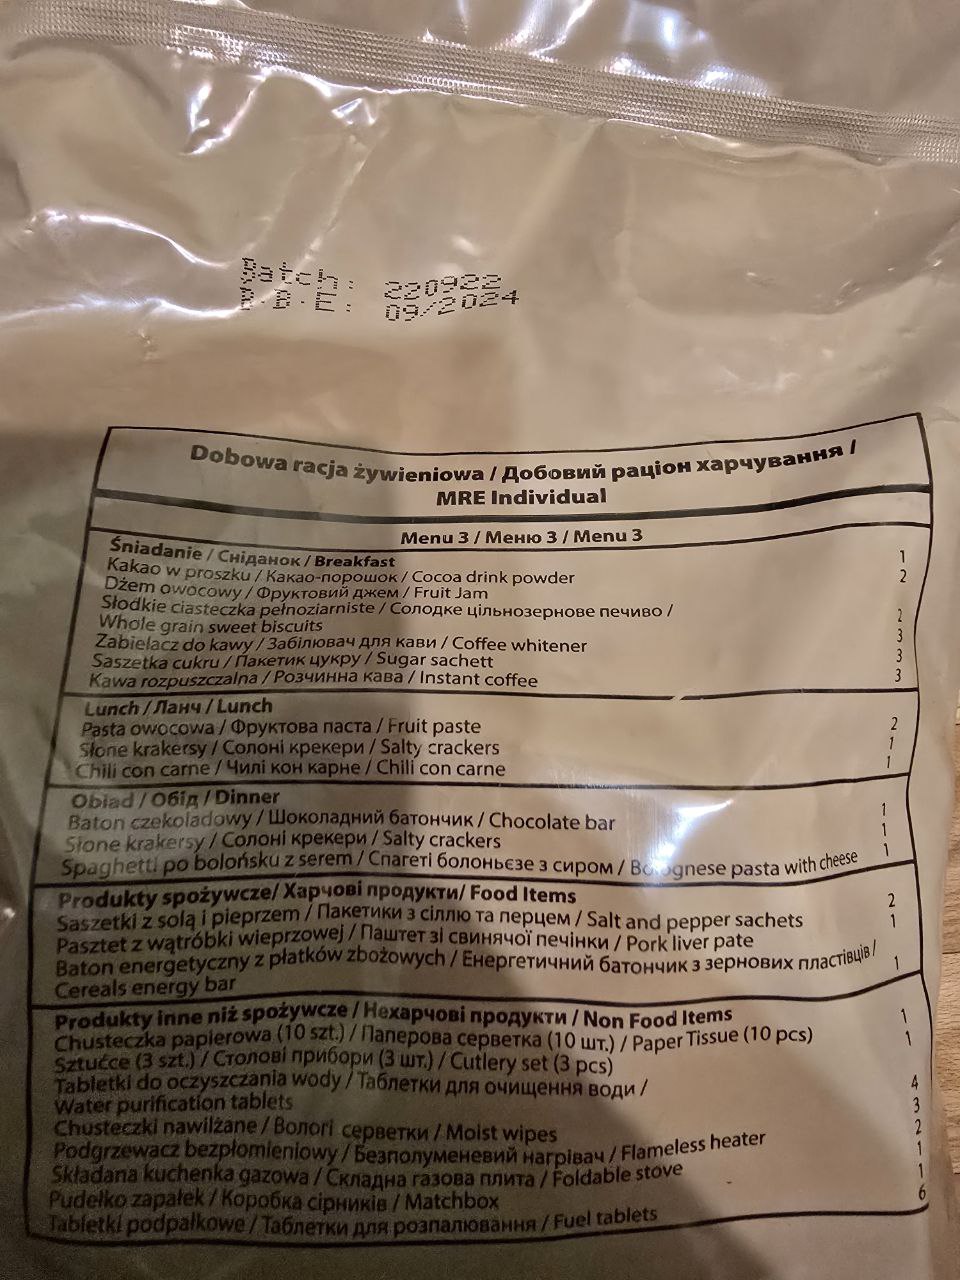 Batch: 220922
B.B.E: 09/2024
Dobowa racja żywieniowa / Добовий раціон харчування /
MRE Individual
Menu 3 / Меню 3 / Menu 3
Śniadanie / Сніданок / Breakfast
Kakao w proszku / Какао-порошок / Cocoa drink powder 1
Dżem owocowy / Фруктовий джем / Fruit Jam 2
Słodkie ciasteczka pełnoziarniste / Солодке цільнозернове печиво /
Whole grain sweet biscuits 2
Zabielacz do kawy / Забілювач для кави / Coffee whitener 3
Saszetka cukru / Пакетик цукру / Sugar sachett 3
Kawa rozpuszczalna / Розчинна кава / Instant coffee 3
Lunch / Ланч / Lunch
Pasta owocowa / Фруктова паста / Fruit paste 2
Słone krakersy / Солоні крекери / Salty crackers 1
Chili con carne / Чилі кон карне / Chili con carne 1
Obiad / Обід / Dinner
Baton czekoladowy / Шоколадний батончик / Chocolate bar 1
Słone krakersy / Солоні крекери / Salty crackers 1
Spaghetti po bolońsku z serem / Спагеті болоньєзе з сиром / Bolognese pasta with cheese 1
Produkty spożywcze/ Харчові продукти/ Food Items
Saszetki z solą i pieprzem / Пакетики з сіллю та перцем / Salt and pepper sachets 2
Pasztet z wątróbki wieprzowej / Паштет зі свинячої печінки / Pork liver pate 1
Baton energetyczny z płatków zbożowych / Енергетичний батончик з зернових пластівців /
Cereals energy bar 1
Produkty inne niż spożywcze / Нехарчові продукти / Non Food Items
Chusteczka papierowa (10 szt.) / Паперова серветка (10 шт.) / Paper Tissue (10 pcs) 1
Sztućce (3 szt.) / Столові прибори (3 шт.) / Cutlery set (3 pcs) 1
Tabletki do oczyszczania wody / Таблетки для очищення води /
Water purification tablets 4
Chusteczki nawilżane / Вологі серветки / Moist wipes 3
Podgrzewacz bezpłomieniowy / Безполуменевий нагрівач / Flameless heater 2
Składana kuchenka gazowa / Складна газова плита / Foldable stove 1
Pudełko zapałek / Коробка сірників / Matchbox 1
Tabletki podpałkowe / Таблетки для розпалювання / Fuel tablets 6